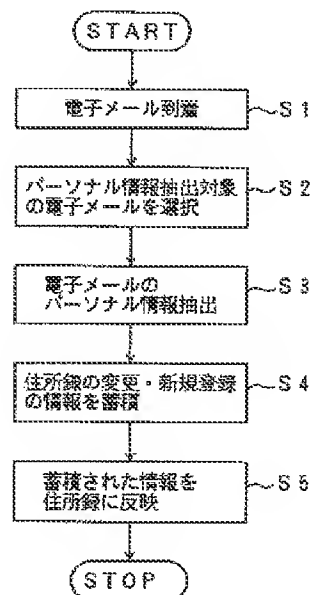 START
電子メール到着
S1
パーソナル情報抽出対象
の電子メールを選択
S2
電子メールの
パーソナル情報抽出
S3
住所録の変更・新規登録
の情報を蓄積
S4
蓄積された情報を
住所録に反映
S5
STOP